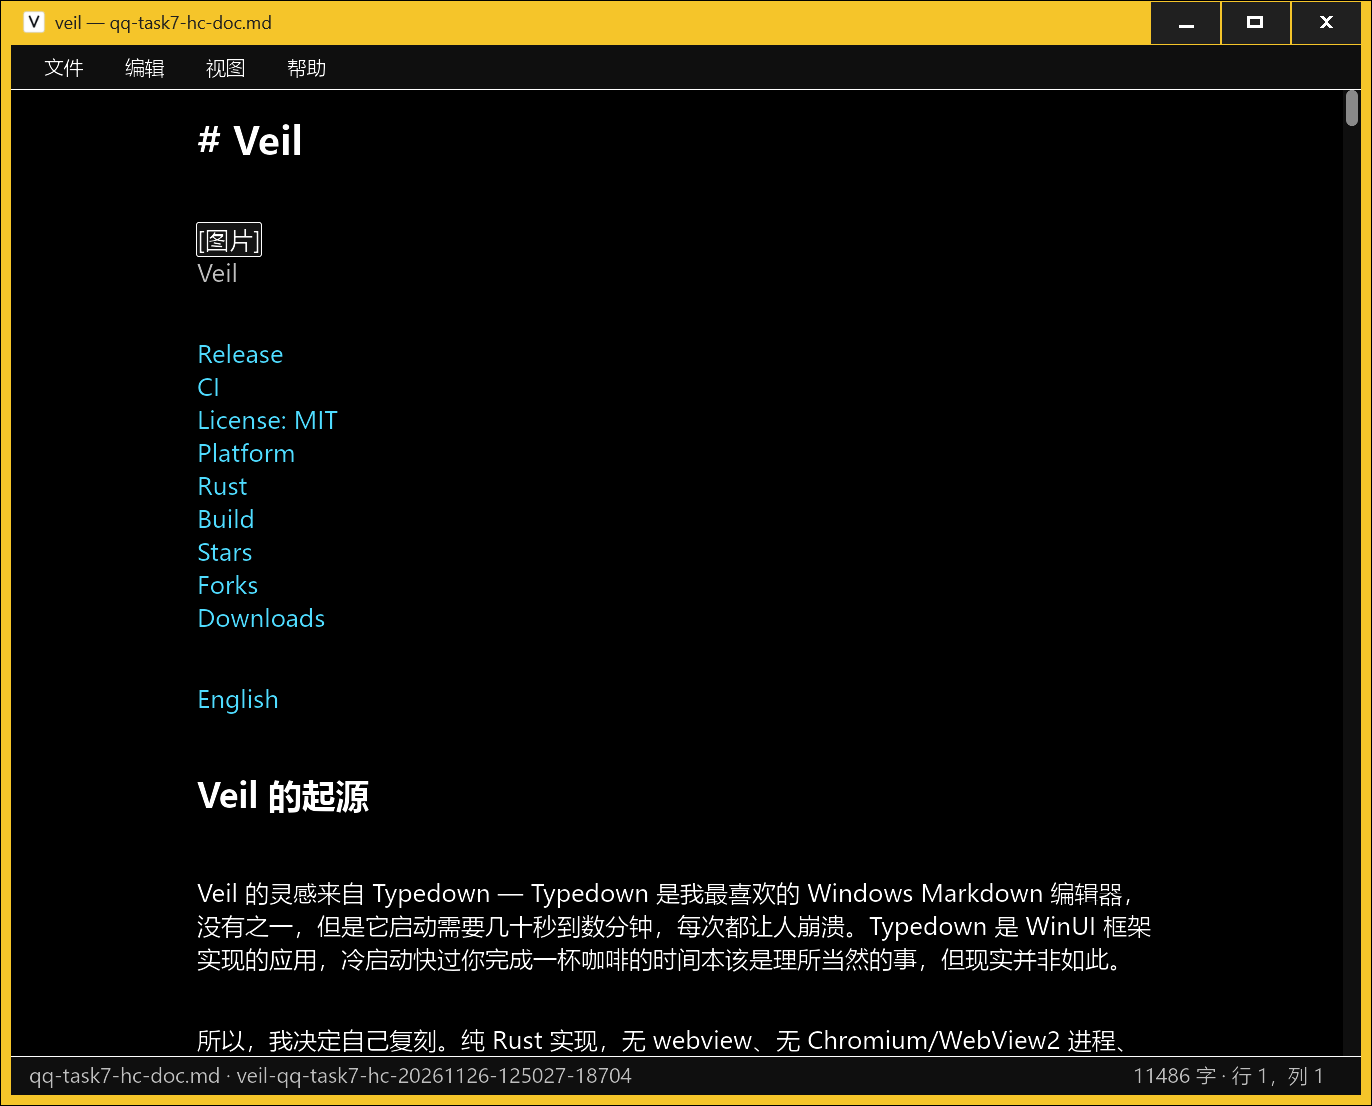 V veil — qq-task7-hc-doc.md
文件 编辑 视图 帮助
# Veil
[图片]
Veil
Release
CI
License: MIT
Platform
Rust
Build
Stars
Forks
Downloads
English
Veil 的起源
Veil 的灵感来自 Typedown — Typedown 是我最喜欢的 Windows Markdown 编辑器，
没有之一，但是它启动需要几十秒到数分钟，每次都让人崩溃。Typedown 是 WinUI 框架
实现的应用，冷启动快过你完成一杯咖啡的时间本该是理所当然的事，但现实并非如此。
所以，我决定自己复刻。纯 Rust 实现，无 webview、无 Chromium/WebView2 进程、
qq-task7-hc-doc.md · veil-qq-task7-hc-20261126-125027-18704
11486 字 · 行 1，列 1